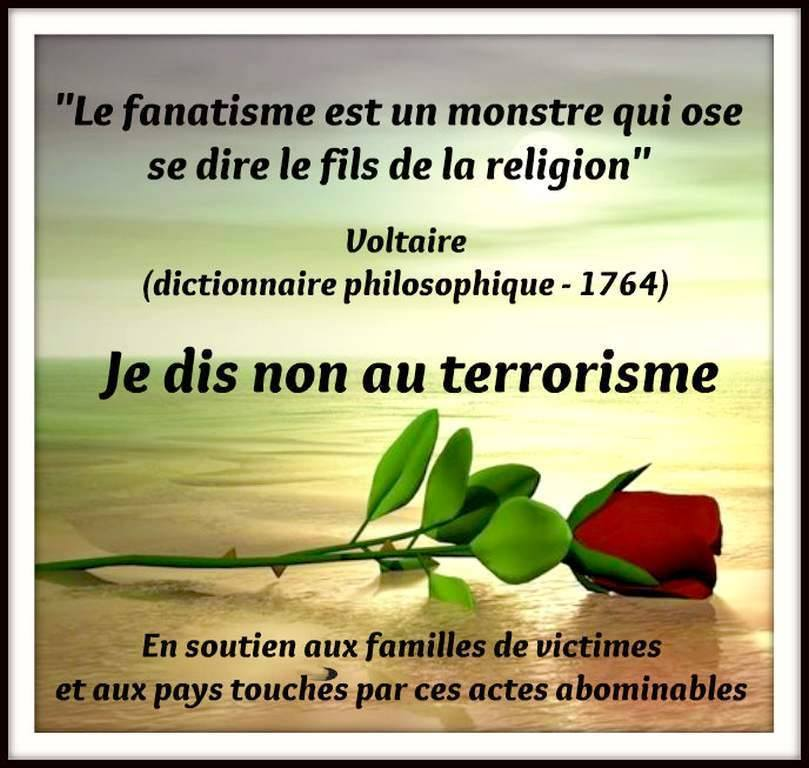 "Le fanatisme est un monstre qui ose
se dire le fils de la religion"
Voltaire
(dictionnaire philosophique - 1764)
Je dis non au terrorisme
En soutien aux familles de victimes
et aux pays touchés par ces actes abominables